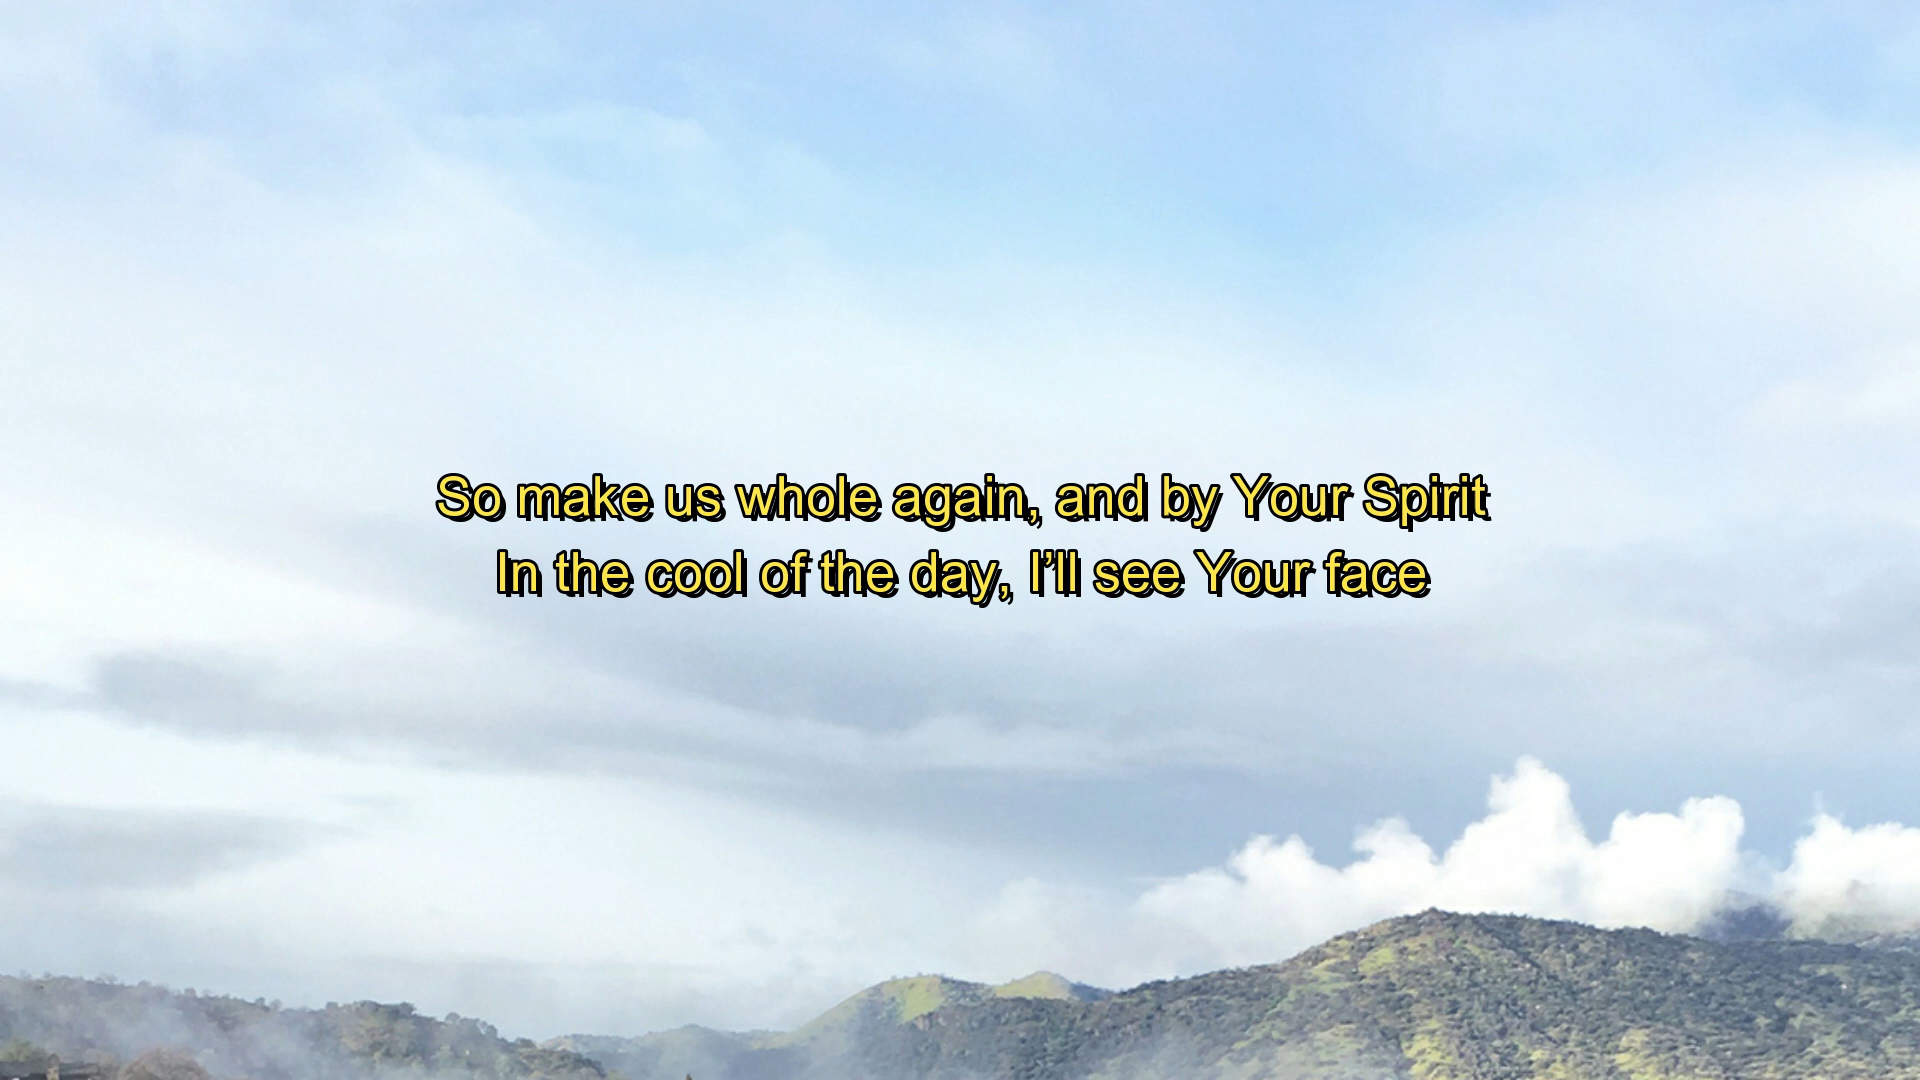 So make us whole again, and by Your Spirit
In the cool of the day, I’ll see Your face